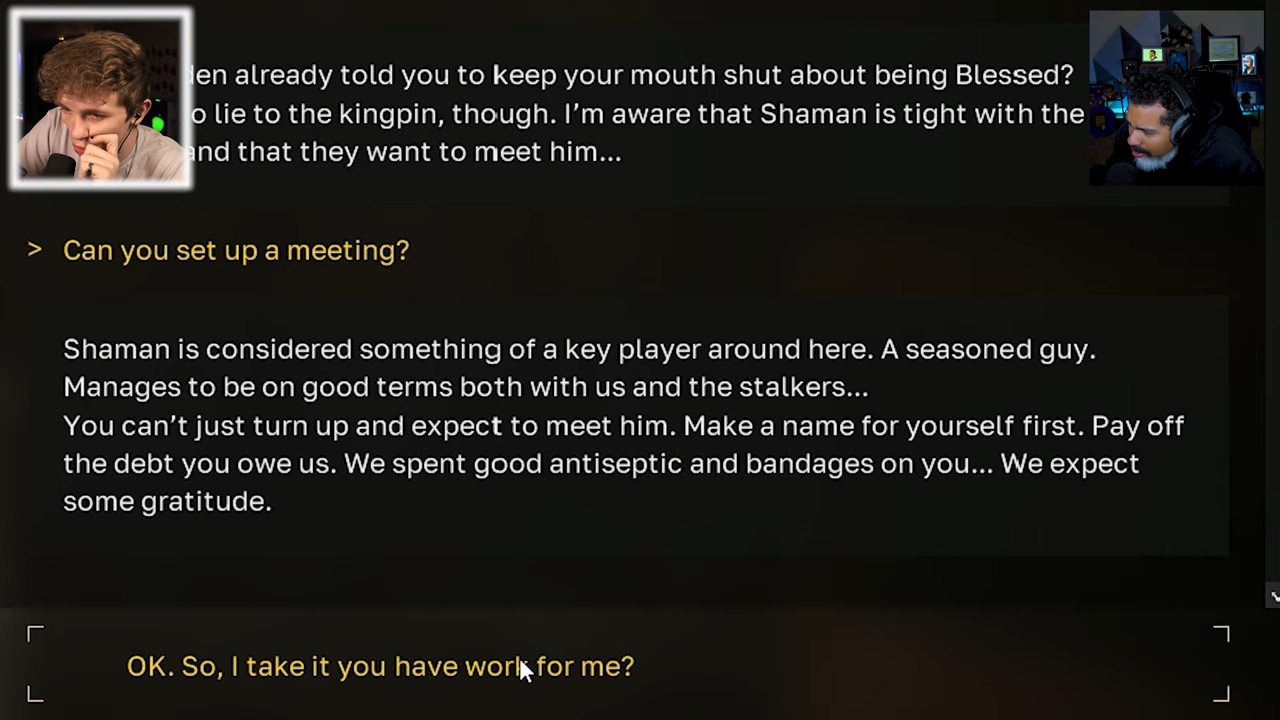 already told you to keep your mouth shut about being Blessed?
lie to the kingpin, though. I'm aware that Shaman is tight with the
and that they want to meet him...
> Can you set up a meeting?
Shaman is considered something of a key player around here. A seasoned guy.
Manages to be on good terms both with us and the stalkers...
You can't just turn up and expect to meet him. Make a name for yourself first. Pay off
the debt you owe us. We spent good antiseptic and bandages on you... We expect
some gratitude.
OK. So, I take it you have work for me?